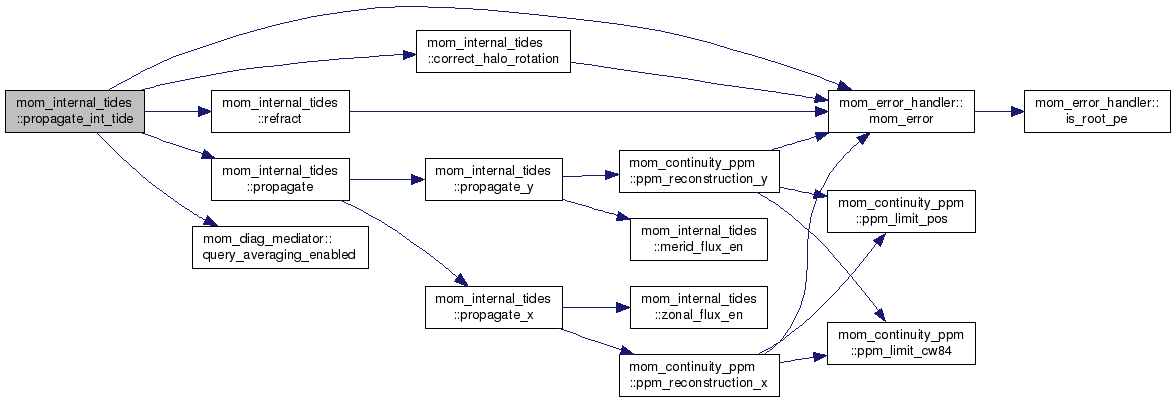 mom_internal_tides
::propagate_int_tide
mom_internal_tides
::correct_halo_rotation
mom_internal_tides
::refract
mom_internal_tides
::propagate
mom_diag_mediator::
query_averaging_enabled
mom_internal_tides
::propagate_y
mom_internal_tides
::propagate_x
mom_continuity_ppm
::ppm_reconstruction_y
mom_internal_tides
::merid_flux_en
mom_internal_tides
::zonal_flux_en
mom_continuity_ppm
::ppm_reconstruction_x
mom_error_handler::
mom_error
mom_continuity_ppm
::ppm_limit_pos
mom_continuity_ppm
::ppm_limit_cw84
mom_error_handler::
is_root_pe